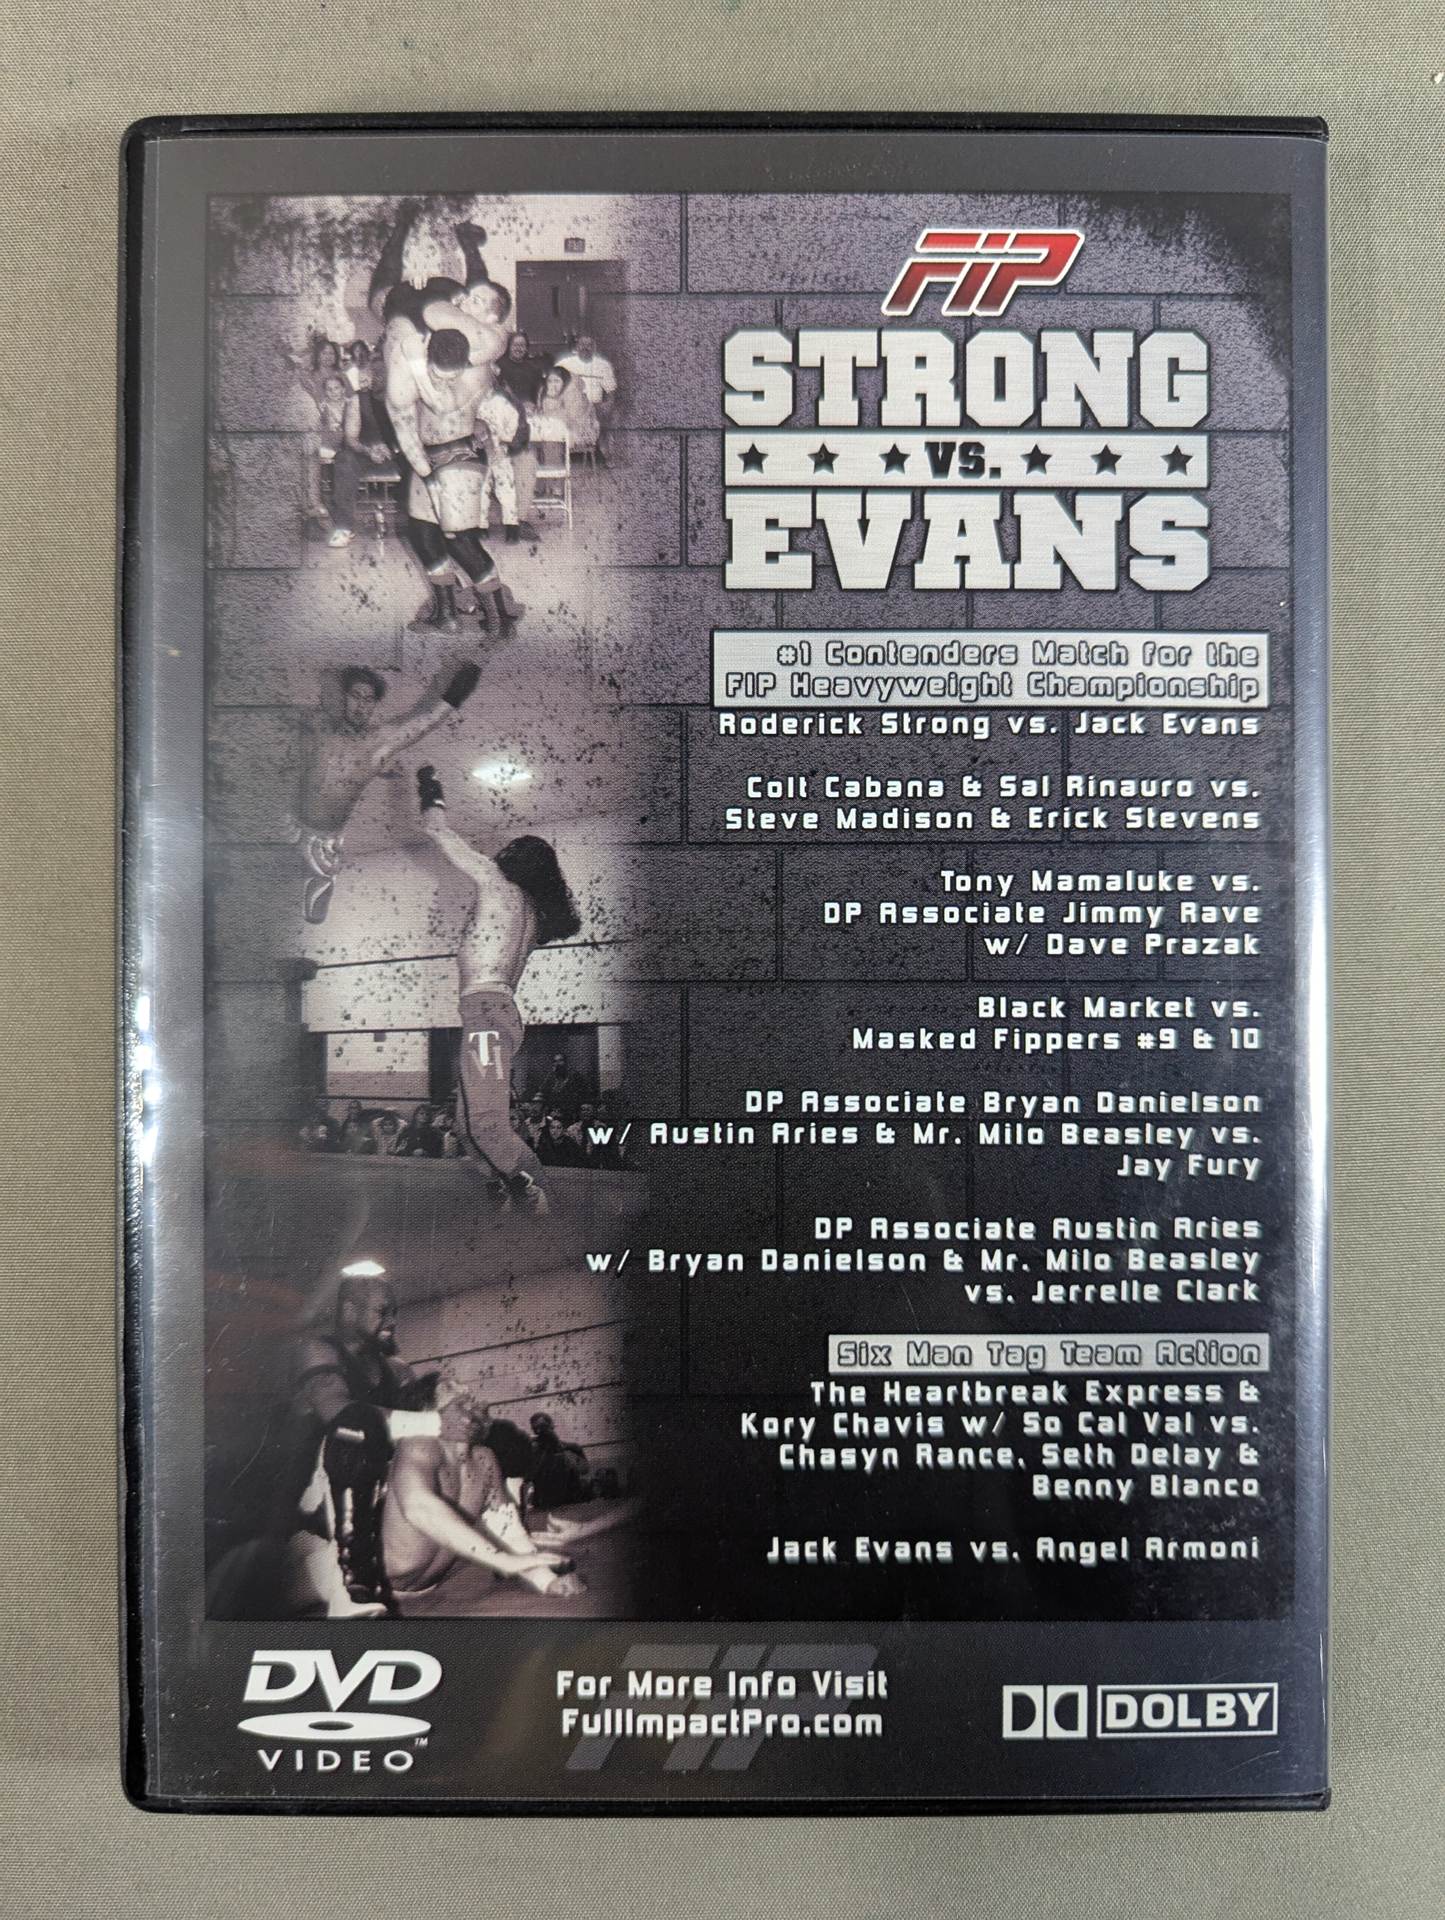 FIP
STRONG
VS.
EVANS
#1 Contenders Match for the
FIP Heavyweight Championship
Roderick Strong vs. Jack Evans
Colt Cabana & Sal Rinauro vs.
Steve Madison & Erick Stevens
Tony Mamaluke vs.
DP Associate Jimmy Rave
w/ Dave Prazak
Black Market vs.
Masked Fippers #9 & 10
DP Associate Bryan Danielson
w/ Austin Aries & Mr. Milo Beasley vs.
Jay Fury
DP Associate Austin Aries
w/ Bryan Danielson & Mr. Milo Beasley
vs. Jerrelle Clark
Six Man Tag Team Action
The Heartbreak Express &
Kory Chavis w/ So Cal Val vs.
Chasyn Rance, Seth Delay &
Benny Blanco
Jack Evans vs. Angel Armoni
DVD
VIDEO
TM
For More Info Visit
FullImpactPro.com
FIP
DOLBY